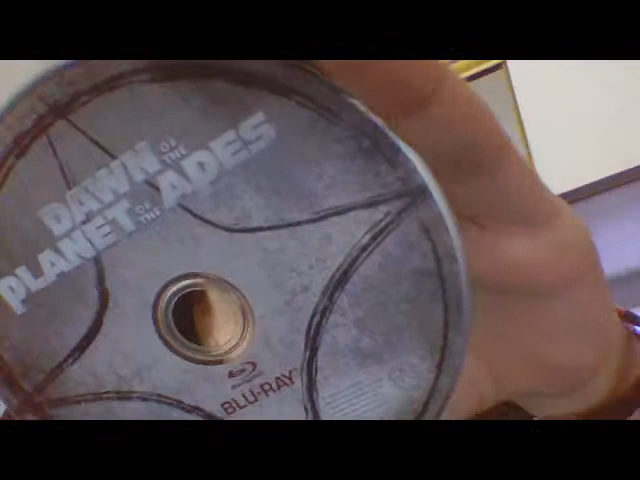 DAWN OF THE
PLANET OF THE APES
BLU-RAY